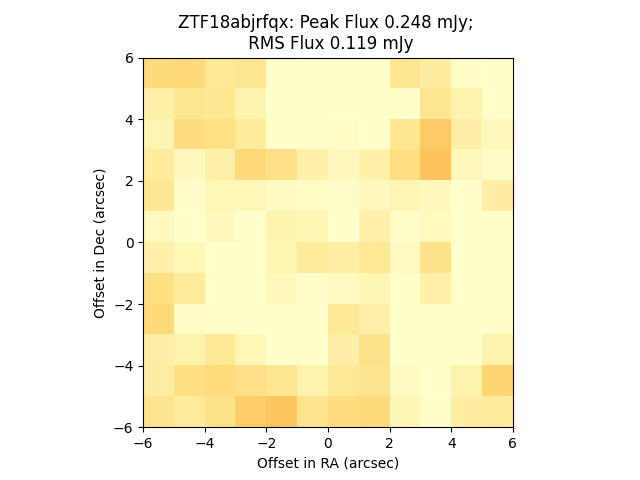 ZTF18abjrfqx: Peak Flux 0.248 mJy;
RMS Flux 0.119 mJy
6
4
2
0
−2
−4
−6
Offset in Dec (arcsec)
−6 −4 −2 0 2 4 6
Offset in RA (arcsec)